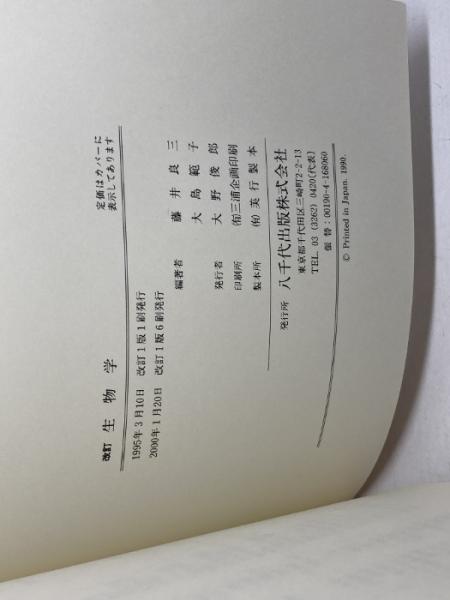 改訂 生物学
定価はカバーに
表示してあります
1995年3月10日 改訂1版1刷発行
2000年1月20日 改訂1版6刷発行
編著者 藤井良三
大島範子
発行者 大野俊郎
印刷所 (有)三浦企画印刷
製本所 (有)英行製本
発行所 八千代出版株式会社
東京都千代田区三崎町2-2-13
TEL. 03 (3262) 0420(代表)
振替:00190-4-168060
© Printed in Japan. 1990.